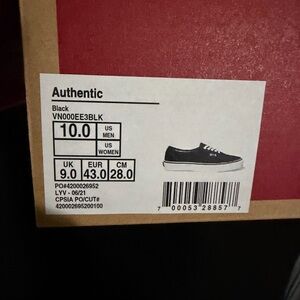 Authentic
Black
VN000EE3BLK
10.0 US MEN
US WOMEN
UK EUR CM
9.0 43.0 28.0
PO#4200026952
LYV - 06/21
CPSIA PO/CUT#
420002695200100
7 00053 28857 7